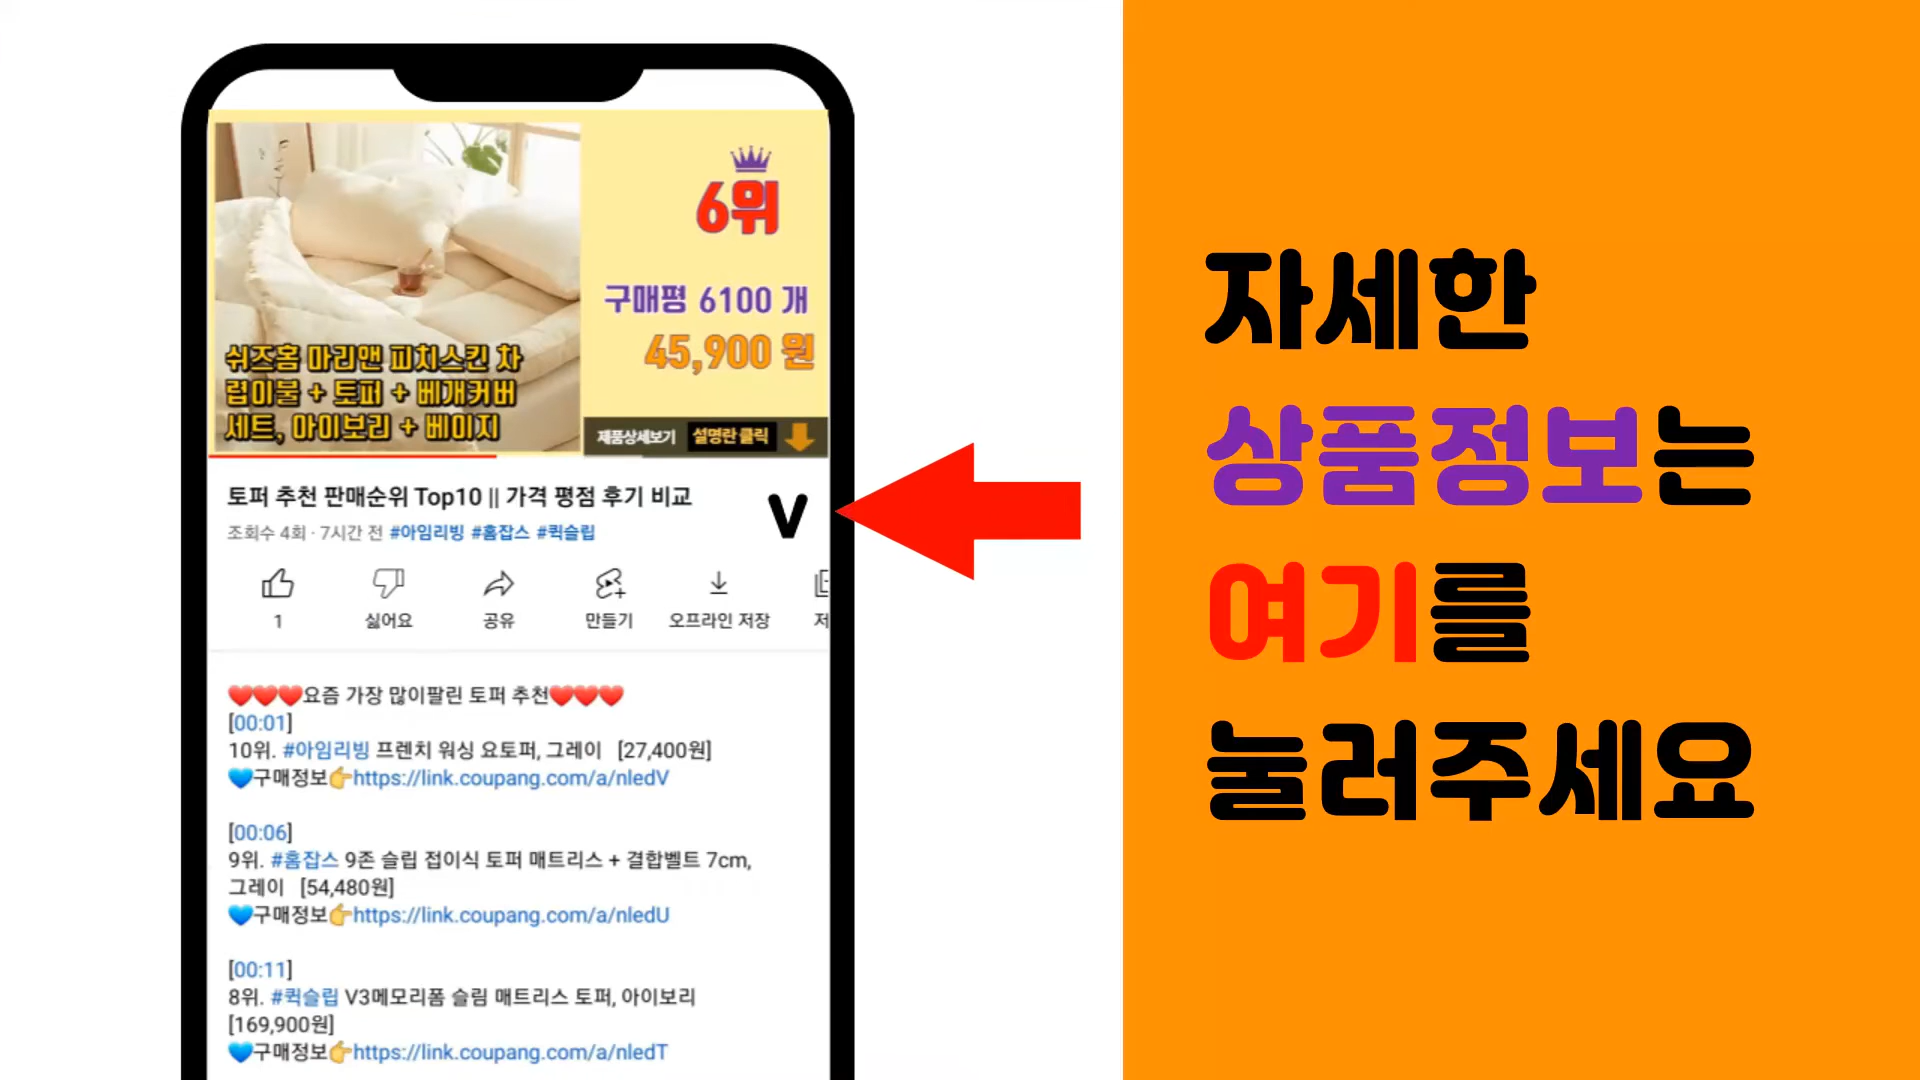 6위
구매평 6100 개
45,900 원
쉬즈홈 마리앤 피치스킨 차
렵이불 + 토퍼 + 베개커버
세트, 아이보리 + 베이지
제품상세보기 설명란 클릭
토퍼 추천 판매순위 Top10 || 가격 평점 후기 비교
V
조회수 4회 · 7시간 전 #아임리빙 #홈잡스 #퀵슬립
1 싫어요 공유 만들기 오프라인 저장 저
❤️❤️❤️요즘 가장 많이팔린 토퍼 추천❤️❤️❤️
[00:01]
10위. #아임리빙 프렌치 워싱 요토퍼, 그레이 [27,400원]
💙구매정보👉https://link.coupang.com/a/nledV
[00:06]
9위. #홈잡스 9존 슬립 접이식 토퍼 매트리스 + 결합벨트 7cm,
그레이 [54,480원]
💙구매정보👉https://link.coupang.com/a/nledU
[00:11]
8위. #퀵슬립 V3메모리폼 슬림 매트리스 토퍼, 아이보리
[169,900원]
💙구매정보👉https://link.coupang.com/a/nledT
자세한
상품정보는
여기를
눌러주세요